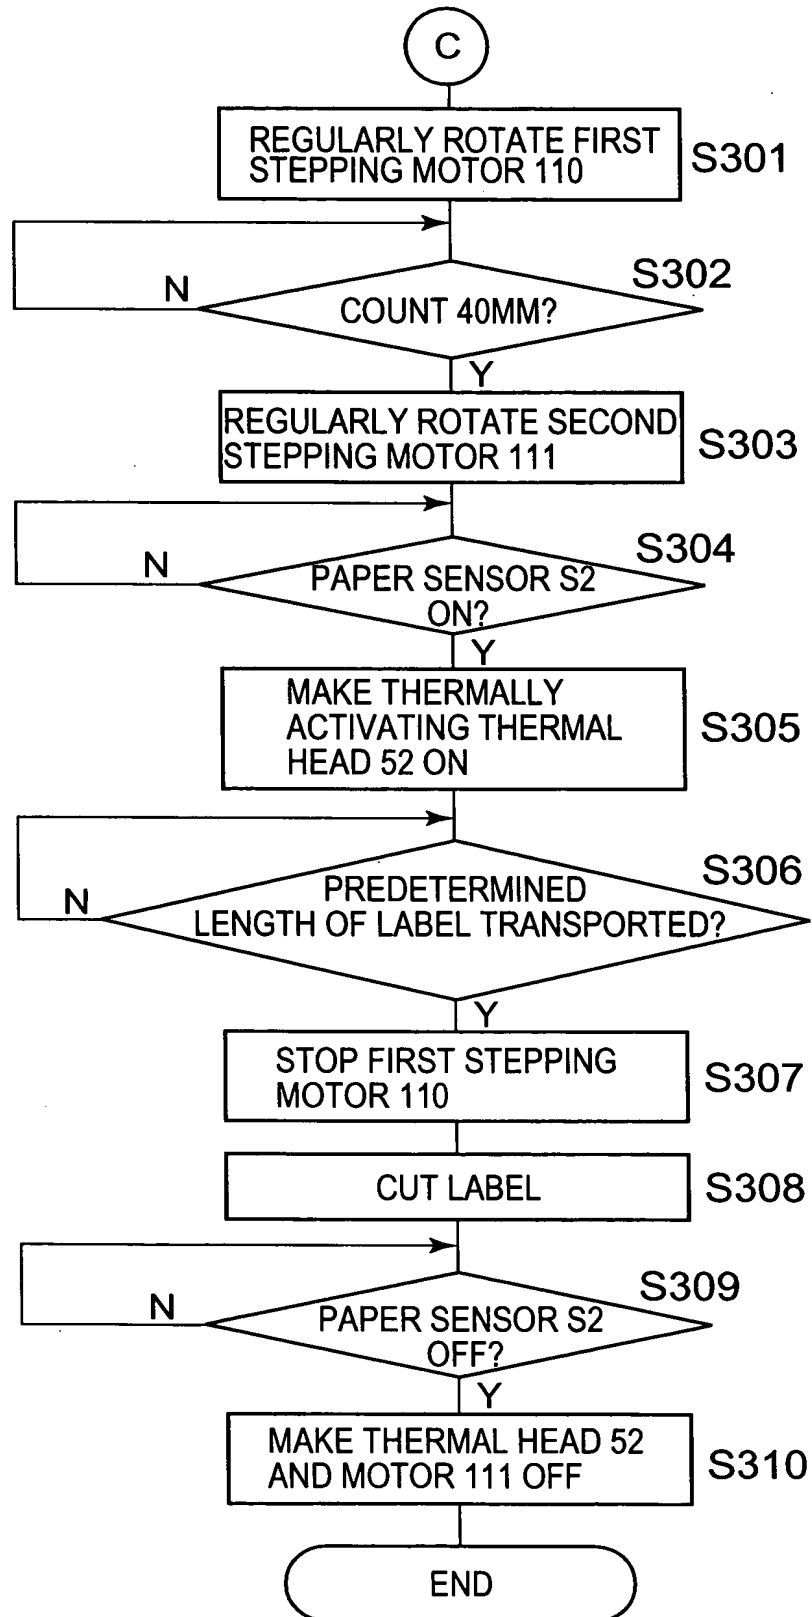 C
REGULARLY ROTATE FIRST
STEPPING MOTOR 110
S301
S302
N
COUNT 40MM?
Y
REGULARLY ROTATE SECOND
STEPPING MOTOR 111
S303
S304
N
PAPER SENSOR S2
ON?
Y
MAKE THERMALLY
ACTIVATING THERMAL
HEAD 52 ON
S305
S306
N
PREDETERMINED
LENGTH OF LABEL TRANSPORTED?
Y
STOP FIRST STEPPING
MOTOR 110
S307
CUT LABEL
S308
S309
N
PAPER SENSOR S2
OFF?
Y
MAKE THERMAL HEAD 52
AND MOTOR 111 OFF
S310
END